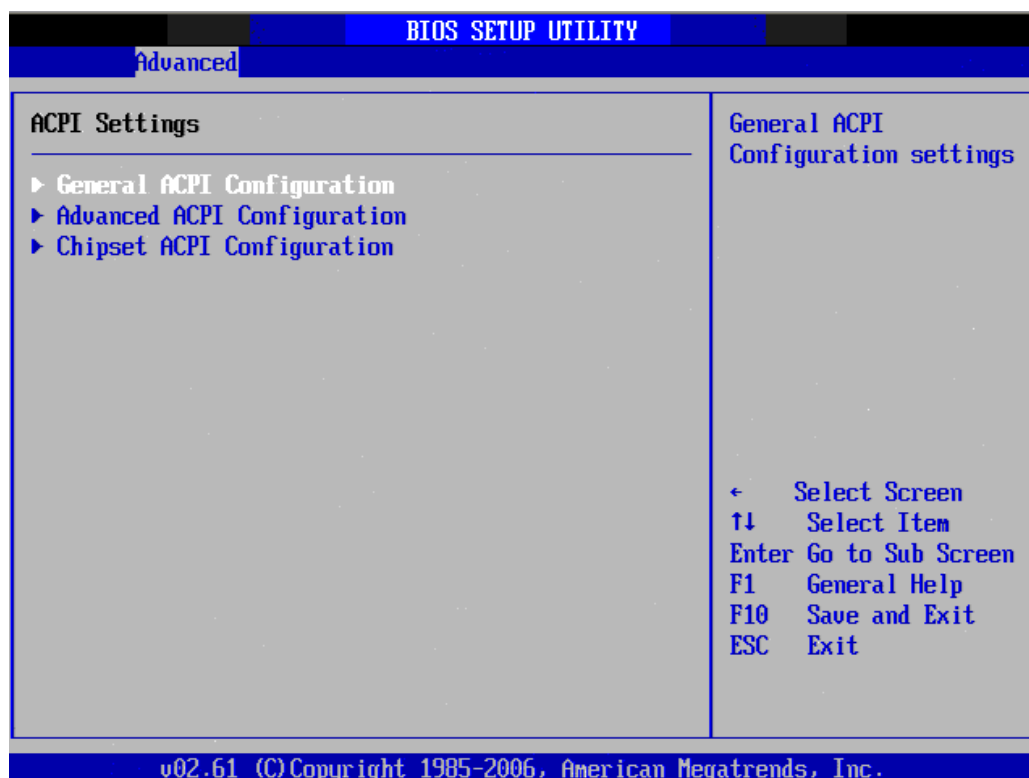 BIOS SETUP UTILITY
Advanced
ACPI Settings
▶ General ACPI Configuration
▶ Advanced ACPI Configuration
▶ Chipset ACPI Configuration
General ACPI
Configuration settings
← Select Screen
↑↓ Select Item
Enter Go to Sub Screen
F1 General Help
F10 Save and Exit
ESC Exit
v02.61 (C)Copyright 1985-2006, American Megatrends, Inc.